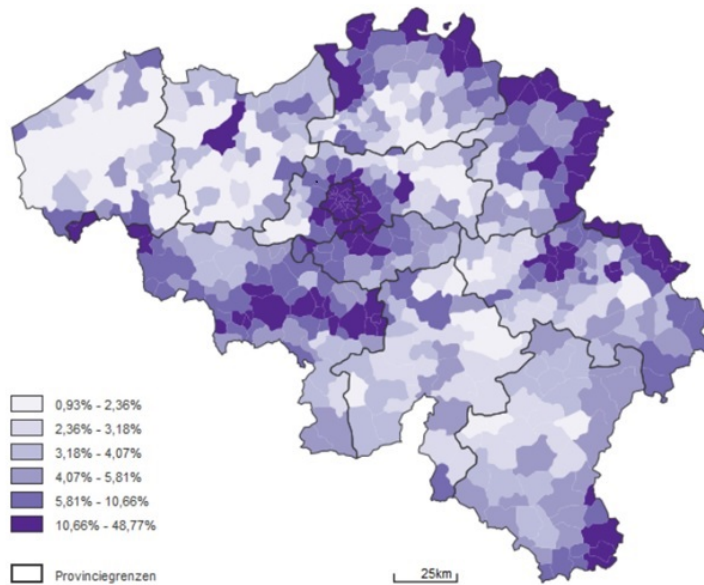 0,93% - 2,36%
2,36% - 3,18%
3,18% - 4,07%
4,07% - 5,81%
5,81% - 10,66%
10,66% - 48,77%
Provinciegrenzen
25km